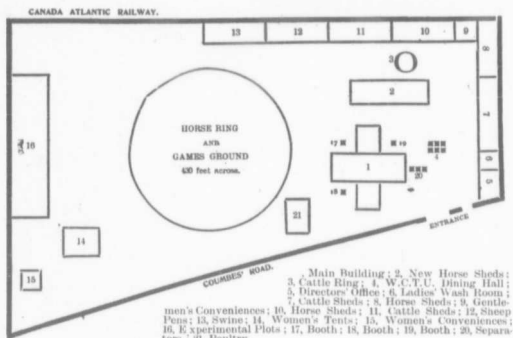 CANADA ATLANTIC RAILWAY.
13 12 11 10 9
8
3
2
7
HORSE RING
AND
GAMES GROUND
430 feet across.
16
17 19
4
1
20
6
18
5
21
14
ENTRANCE
COUMBES' ROAD.
15
, Main Building; 2, New Horse Sheds;
3, Cattle Ring; 4, W.C.T.U. Dining Hall;
5, Directors' Office; 6, Ladies' Wash Room;
7, Cattle Sheds; 8, Horse Sheds; 9, Gentle-
men's Conveniences; 10, Horse Sheds; 11, Cattle Sheds; 12, Sheep
Pens; 13, Swine; 14, Women's Tents; 15, Women's Conveniences;
16, Experimental Plots; 17, Booth; 18, Booth; 19, Booth; 20, Separa-